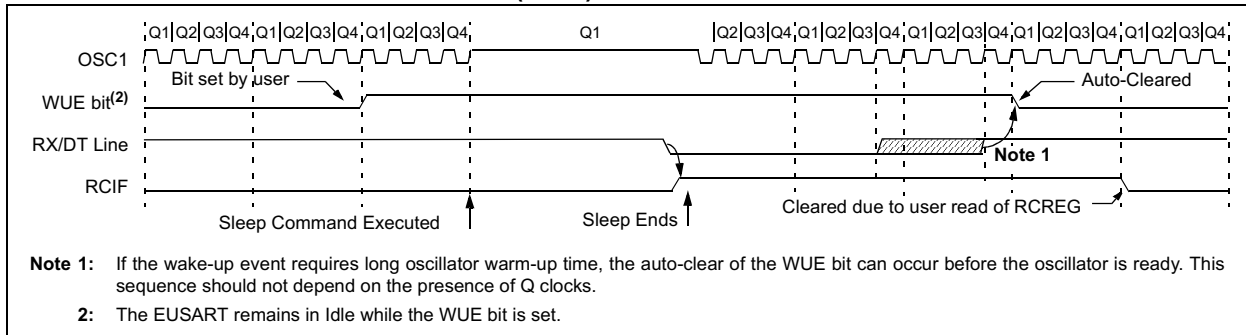 Q1 Q2 Q3 Q4 Q1 Q2 Q3 Q4 Q1 Q2 Q3 Q4 Q1 Q2 Q3 Q4 Q1 Q2 Q3 Q4 Q1 Q2 Q3 Q4 Q1 Q2 Q3 Q4 Q1 Q2 Q3 Q4
OSC1
Bit set by user
Auto-Cleared
WUE bit(2)
RX/DT Line
Note 1
RCIF
Cleared due to user read of RCREG
Sleep Command Executed
Sleep Ends
Note 1: If the wake-up event requires long oscillator warm-up time, the auto-clear of the WUE bit can occur before the oscillator is ready. This
sequence should not depend on the presence of Q clocks.
2: The EUSART remains in Idle while the WUE bit is set.